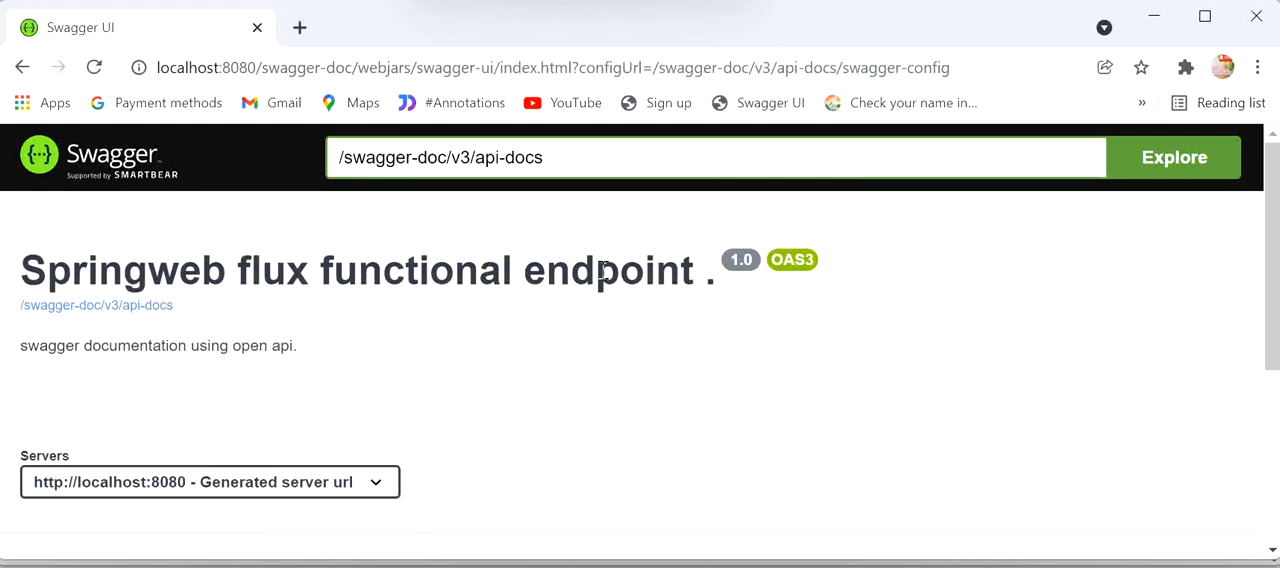 Swagger UI
localhost:8080/swagger-doc/webjars/swagger-ui/index.html?configUrl=/swagger-doc/v3/api-docs/swagger-config
Apps Payment methods Gmail Maps #Annotations YouTube Sign up Swagger UI Check your name in... » Reading list
Swagger
Supported by SMARTBEAR
/swagger-doc/v3/api-docs Explore
Springweb flux functional endpoint . 1.0 OAS3
/swagger-doc/v3/api-docs
swagger documentation using open api.
Servers
http://localhost:8080 - Generated server url